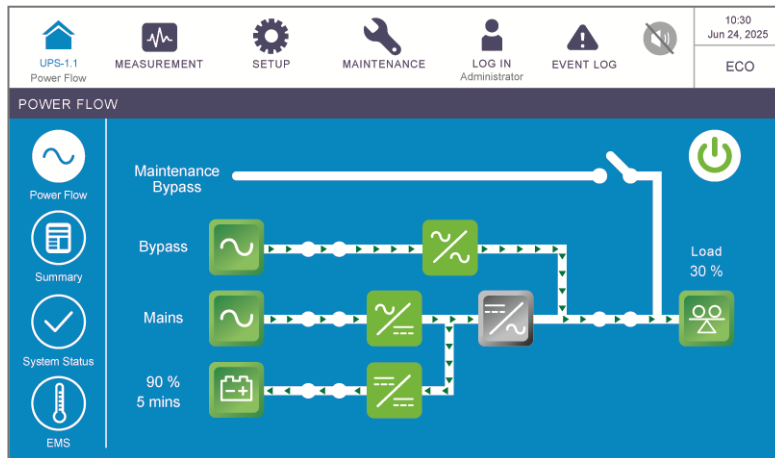 UPS-1.1
Power Flow
MEASUREMENT
SETUP
MAINTENANCE
LOG IN
Administrator
EVENT LOG
10:30
Jun 24, 2025
ECO
POWER FLOW
Power Flow
Summary
System Status
EMS
Maintenance
Bypass
Bypass
Mains
90 %
5 mins
Load
30 %